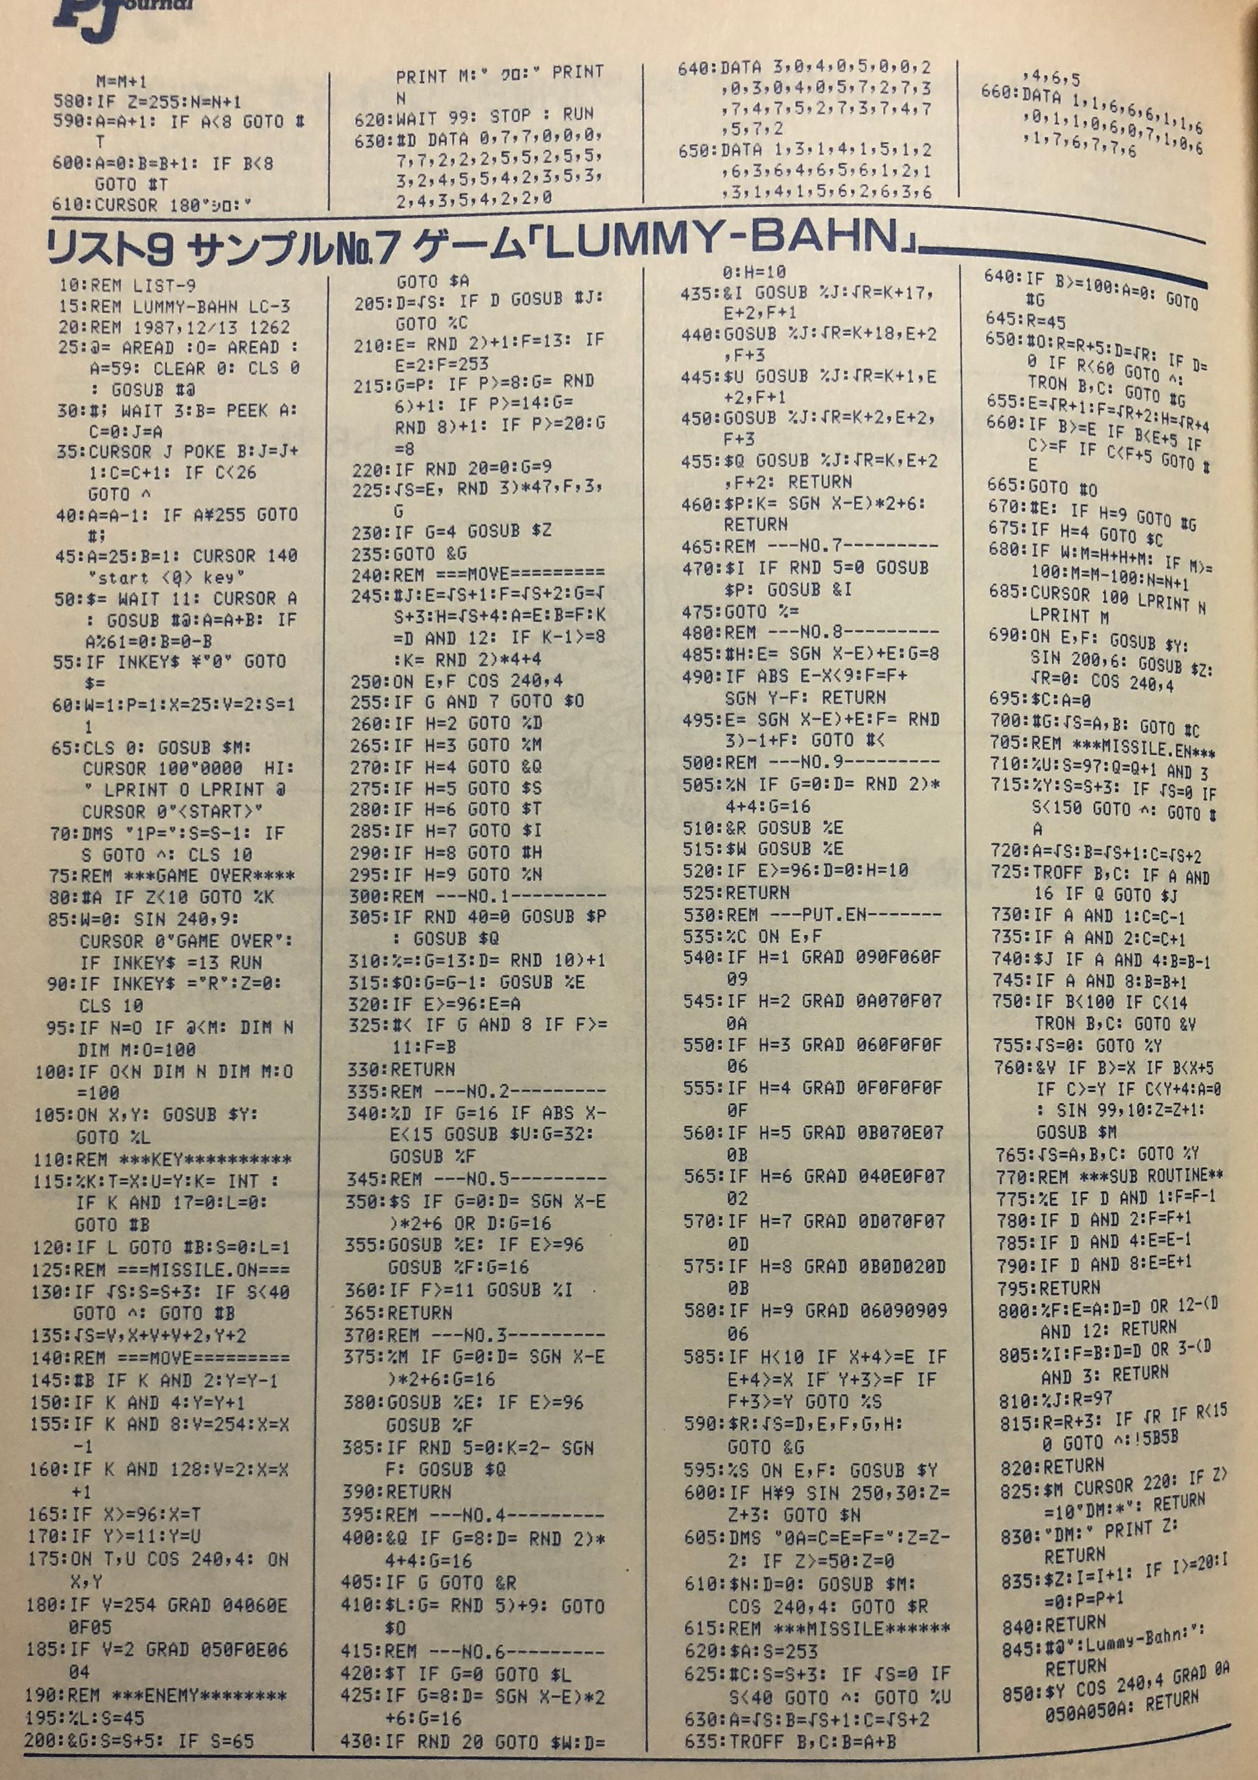 PJ ournal
M=M+1
580:IF Z=255:N=N+1
590:A=A+1: IF A<8 GOTO #
T
600:A=0:B=B+1: IF B<8
GOTO #T
610:CURSOR 180"シロ:"
PRINT M:" クロ:" PRINT
N
620:WAIT 99: STOP : RUN
630:#D DATA 0,7,7,0,0,0,
7,7,2,2,2,5,5,2,5,5,
3,2,4,5,5,4,2,3,5,3,
2,4,3,5,4,2,2,0
640:DATA 3,0,4,0,5,0,0,2
,0,3,0,4,0,5,7,2,7,3
,7,4,7,5,2,7,3,7,4,7
,5,7,2
650:DATA 1,3,1,4,1,5,1,2
,6,3,6,4,6,5,6,1,2,1
,3,1,4,1,5,6,2,6,3,6
,4,6,5
660:DATA 1,1,6,6,6,1,1,6
,0,1,1,0,6,0,7,1,0,6
,1,7,6,7,7,6
リスト9 サンプル№7 ゲーム「LUMMY-BAHN」
10:REM LIST-9
15:REM LUMMY-BAHN LC-3
20:REM 1987,12/13 1262
25:@= AREAD :O= AREAD :
A=59: CLEAR 0: CLS 0
: GOSUB #@
30:#; WAIT 3:B= PEEK A:
C=0:J=A
35:CURSOR J POKE B:J=J+
1:C=C+1: IF C<26
GOTO ^
40:A=A-1: IF A¥255 GOTO
#;
45:A=25:B=1: CURSOR 140
"start <Q> key"
50:$= WAIT 11: CURSOR A
: GOSUB #@:A=A+B: IF
A%61=0:B=0-B
55:IF INKEY$ ¥"0" GOTO
$=
60:W=1:P=1:X=25:V=2:S=1
1
65:CLS 0: GOSUB $M:
CURSOR 100"0000  HI:
" LPRINT O LPRINT @
CURSOR 0"<START>"
70:DMS "1P=":S=S-1: IF
S GOTO ^: CLS 10
75:REM ***GAME OVER****
80:#A IF Z<10 GOTO %K
85:W=0: SIN 240,9:
CURSOR 0"GAME OVER":
IF INKEY$ =13 RUN
90:IF INKEY$ ="R":Z=0:
CLS 10
95:IF N=O IF @<M: DIM N
DIM M:O=100
100:IF O<N DIM N DIM M:O
=100
105:ON X,Y: GOSUB $Y:
GOTO %L
110:REM ***KEY**********
115:%K:T=X:U=Y:K= INT :
IF K AND 17=0:L=0:
GOTO #B
120:IF L GOTO #B:S=0:L=1
125:REM ===MISSILE.ON===
130:IF √S:S=S+3: IF S<40
GOTO ^: GOTO #B
135:√S=V,X+V+V+2,Y+2
140:REM ===MOVE=========
145:#B IF K AND 2:Y=Y-1
150:IF K AND 4:Y=Y+1
155:IF K AND 8:V=254:X=X
-1
160:IF K AND 128:V=2:X=X
+1
165:IF X>=96:X=T
170:IF Y>=11:Y=U
175:ON T,U COS 240,4: ON
X,Y
180:IF V=254 GRAD 04060E
0F05
185:IF V=2 GRAD 050F0E06
04
190:REM ***ENEMY********
195:%L:S=45
200:&G:S=S+5: IF S=65
GOTO $A
205:D=√S: IF D GOSUB #J:
GOTO %C
210:E= RND 2)+1:F=13: IF
E=2:F=253
215:G=P: IF P>=8:G= RND
6)+1: IF P>=14:G=
RND 8)+1: IF P>=20:G
=8
220:IF RND 20=0:G=9
225:√S=E, RND 3)*47,F,3,
G
230:IF G=4 GOSUB $Z
235:GOTO &G
240:REM ===MOVE=========
245:#J:E=√S+1:F=√S+2:G=√
S+3:H=√S+4:A=E:B=F:K
=D AND 12: IF K-1>=8
:K= RND 2)*4+4
250:ON E,F COS 240,4
255:IF G AND 7 GOTO $O
260:IF H=2 GOTO %D
265:IF H=3 GOTO %M
270:IF H=4 GOTO &Q
275:IF H=5 GOTO $S
280:IF H=6 GOTO $T
285:IF H=7 GOTO $I
290:IF H=8 GOTO #H
295:IF H=9 GOTO %N
300:REM ---NO.1---------
305:IF RND 40=0 GOSUB $P
: GOSUB $Q
310:%=:G=13:D= RND 10)+1
315:$O:G=G-1: GOSUB %E
320:IF E>=96:E=A
325:#< IF G AND 8 IF F>=
11:F=B
330:RETURN
335:REM ---NO.2---------
340:%D IF G=16 IF ABS X-
E<15 GOSUB $U:G=32:
GOSUB %F
345:REM ---NO.5---------
350:$S IF G=0:D= SGN X-E
)*2+6 OR D:G=16
355:GOSUB %E: IF E>=96
GOSUB %F:G=16
360:IF F>=11 GOSUB %I
365:RETURN
370:REM ---NO.3---------
375:%M IF G=0:D= SGN X-E
)*2+6:G=16
380:GOSUB %E: IF E>=96
GOSUB %F
385:IF RND 5=0:K=2- SGN
F: GOSUB $Q
390:RETURN
395:REM ---NO.4---------
400:&Q IF G=8:D= RND 2)*
4+4:G=16
405:IF G GOTO &R
410:$L:G= RND 5)+9: GOTO
$O
415:REM ---NO.6---------
420:$T IF G=0 GOTO $L
425:IF G=8:D= SGN X-E)*2
+6:G=16
430:IF RND 20 GOTO $W:D=
0:H=10
435:&I GOSUB %J:√R=K+17,
E+2,F+1
440:GOSUB %J:√R=K+18,E+2
,F+3
445:$U GOSUB %J:√R=K+1,E
+2,F+1
450:GOSUB %J:√R=K+2,E+2,
F+3
455:$Q GOSUB %J:√R=K,E+2
,F+2: RETURN
460:$P:K= SGN X-E)*2+6:
RETURN
465:REM ---NO.7---------
470:$I IF RND 5=0 GOSUB
$P: GOSUB &I
475:GOTO %=
480:REM ---NO.8---------
485:#H:E= SGN X-E)+E:G=8
490:IF ABS E-X<9:F=F+
SGN Y-F: RETURN
495:E= SGN X-E)+E:F= RND
3)-1+F: GOTO #<
500:REM ---NO.9---------
505:%N IF G=0:D= RND 2)*
4+4:G=16
510:&R GOSUB %E
515:$W GOSUB %E
520:IF E>=96:D=0:H=10
525:RETURN
530:REM ---PUT.EN-------
535:%C ON E,F
540:IF H=1 GRAD 090F060F
09
545:IF H=2 GRAD 0A070F07
0A
550:IF H=3 GRAD 060F0F0F
06
555:IF H=4 GRAD 0F0F0F0F
0F
560:IF H=5 GRAD 0B070E07
0B
565:IF H=6 GRAD 040E0F07
02
570:IF H=7 GRAD 0D070F07
0D
575:IF H=8 GRAD 0B0D020D
0B
580:IF H=9 GRAD 06090909
06
585:IF H<10 IF X+4>=E IF
E+4>=X IF Y+3>=F IF
F+3>=Y GOTO %S
590:$R:√S=D,E,F,G,H:
GOTO &G
595:%S ON E,F: GOSUB $Y
600:IF H¥9 SIN 250,30:Z=
Z+3: GOTO $N
605:DMS "0A=C=E=F=":Z=Z-
2: IF Z>=50:Z=0
610:$N:D=0: GOSUB $M:
COS 240,4: GOTO $R
615:REM ***MISSILE******
620:$A:S=253
625:#C:S=S+3: IF √S=0 IF
S<40 GOTO ^: GOTO %U
630:A=√S:B=√S+1:C=√S+2
635:TROFF B,C:B=A+B
640:IF B>=100:A=0: GOTO
#G
645:R=45
650:#O:R=R+5:D=√R: IF D=
0 IF R<60 GOTO ^:
TRON B,C: GOTO #G
655:E=√R+1:F=√R+2:H=√R+4
660:IF B>=E IF B<E+5 IF
C>=F IF C<F+5 GOTO #
E
665:GOTO #O
670:#E: IF H=9 GOTO #G
675:IF H=4 GOTO $C
680:IF W:M=H+H+M: IF M>=
100:M=M-100:N=N+1
685:CURSOR 100 LPRINT N
LPRINT M
690:ON E,F: GOSUB $Y:
SIN 200,6: GOSUB $Z:
√R=0: COS 240,4
695:$C:A=0
700:#G:√S=A,B: GOTO #C
705:REM ***MISSILE.EN***
710:%U:S=97:Q=Q+1 AND 3
715:%Y:S=S+3: IF √S=0 IF
S<150 GOTO ^: GOTO #
A
720:A=√S:B=√S+1:C=√S+2
725:TROFF B,C: IF A AND
16 IF Q GOTO $J
730:IF A AND 1:C=C-1
735:IF A AND 2:C=C+1
740:$J IF A AND 4:B=B-1
745:IF A AND 8:B=B+1
750:IF B<100 IF C<14
TRON B,C: GOTO &V
755:√S=0: GOTO %Y
760:&V IF B>=X IF B<X+5
IF C>=Y IF C<Y+4:A=0
: SIN 99,10:Z=Z+1:
GOSUB $M
765:√S=A,B,C: GOTO %Y
770:REM ***SUB ROUTINE**
775:%E IF D AND 1:F=F-1
780:IF D AND 2:F=F+1
785:IF D AND 4:E=E-1
790:IF D AND 8:E=E+1
795:RETURN
800:%F:E=A:D=D OR 12-(D
AND 12: RETURN
805:%I:F=B:D=D OR 3-(D
AND 3: RETURN
810:%J:R=97
815:R=R+3: IF √R IF R<15
0 GOTO ^:!5B5B
820:RETURN
825:$M CURSOR 220: IF Z>
=10"DM:*": RETURN
830:"DM:" PRINT Z:
RETURN
835:$Z:I=I+1: IF I>=20:I
=0:P=P+1
840:RETURN
845:#@":Lummy-Bahn:":
RETURN
850:$Y COS 240,4 GRAD 0A
050A050A: RETURN